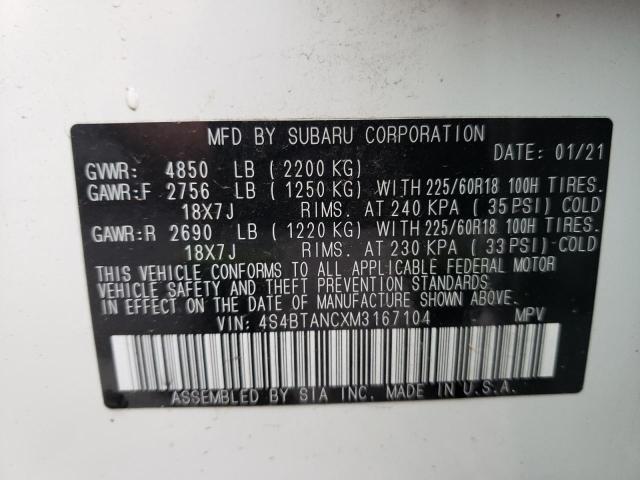 MFD BY SUBARU CORPORATION
DATE: 01/21
GVWR: 4850 LB (2200 KG)
GAWR:F 2756 LB (1250 KG) WITH 225/60R18 100H TIRES.
18X7J RIMS. AT 240 KPA (35 PSI) COLD
GAWR:R 2690 LB (1220 KG) WITH 225/60R18 100H TIRES.
18X7J RIMS. AT 230 KPA (33 PSI) COLD
THIS VEHICLE CONFORMS TO ALL APPLICABLE FEDERAL MOTOR
VEHICLE SAFETY AND THEFT PREVENTION STANDARDS
IN EFFECT ON THE DATE OF MANUFACTURE SHOWN ABOVE.
VIN: 4S4BTANCXM3167104 MPV
ASSEMBLED BY SIA INC. MADE IN U.S.A.